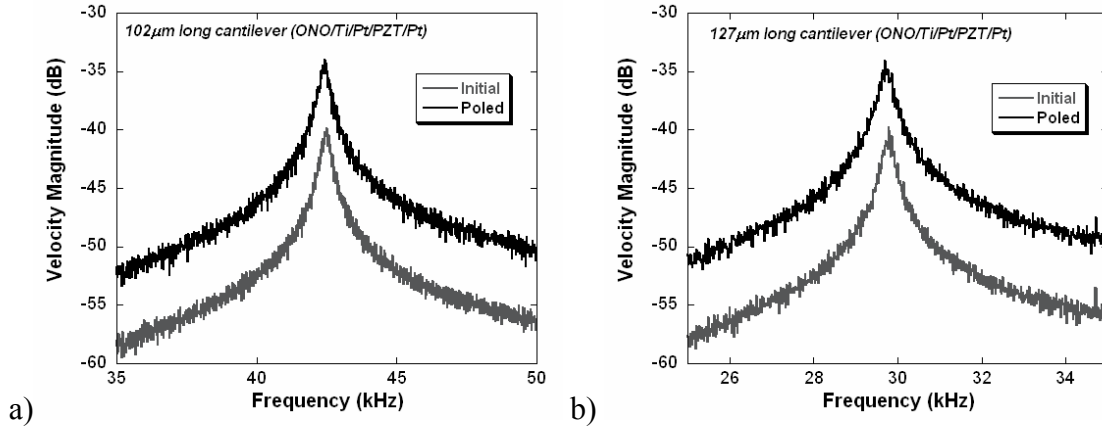 102μm long cantilever (ONO/Ti/Pt/PZT/Pt)
-30
-35
-40
-45
-50
-55
-60
Velocity Magnitude (dB)
Initial
Poled
35 40 45 50
Frequency (kHz)
a)
127μm long cantilever (ONO/Ti/Pt/PZT/Pt)
-30
-35
-40
-45
-50
-55
-60
Velocity Magnitude (dB)
Initial
Poled
26 28 30 32 34
Frequency (kHz)
b)